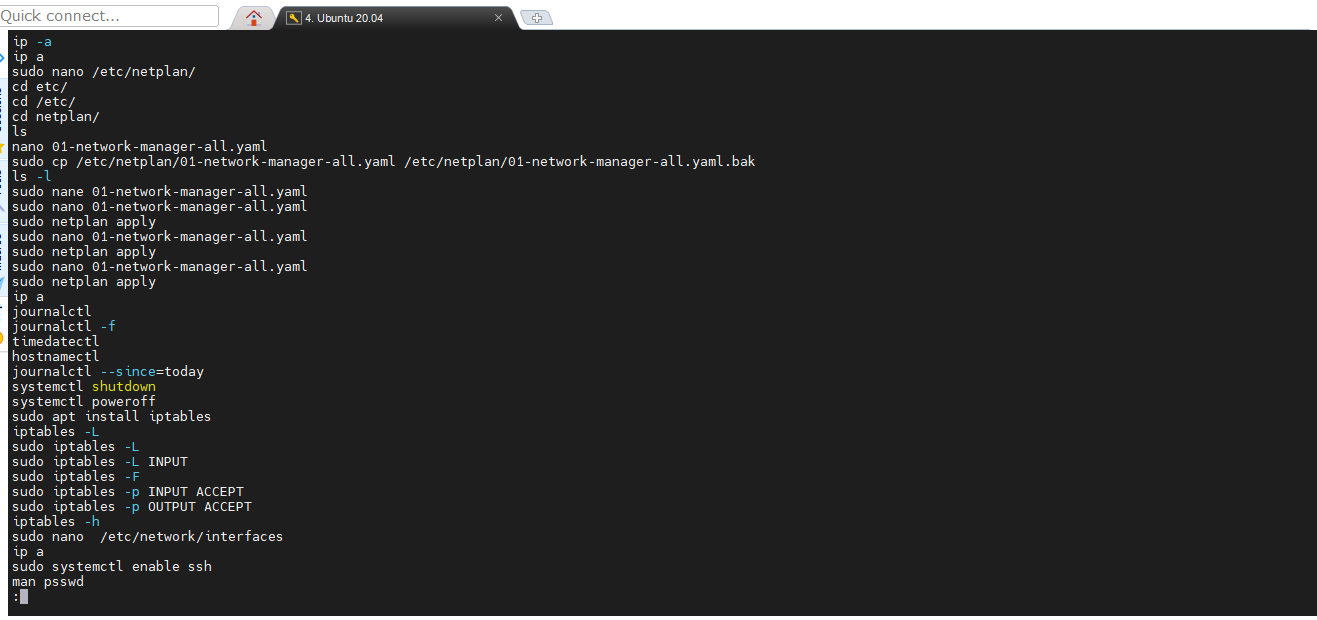 Quick connect...
4. Ubuntu 20.04
ip -a
ip a
sudo nano /etc/netplan/
cd etc/
cd /etc/
cd netplan/
ls
nano 01-network-manager-all.yaml
sudo cp /etc/netplan/01-network-manager-all.yaml /etc/netplan/01-network-manager-all.yaml.bak
ls -l
sudo nane 01-network-manager-all.yaml
sudo nano 01-network-manager-all.yaml
sudo netplan apply
sudo nano 01-network-manager-all.yaml
sudo netplan apply
sudo nano 01-network-manager-all.yaml
sudo netplan apply
ip a
journalctl
journalctl -f
timedatectl
hostnamectl
journalctl --since=today
systemctl shutdown
systemctl poweroff
sudo apt install iptables
iptables -L
sudo iptables -L
sudo iptables -L INPUT
sudo iptables -F
sudo iptables -p INPUT ACCEPT
sudo iptables -p OUTPUT ACCEPT
iptables -h
sudo nano  /etc/network/interfaces
ip a
sudo systemctl enable ssh
man psswd
: